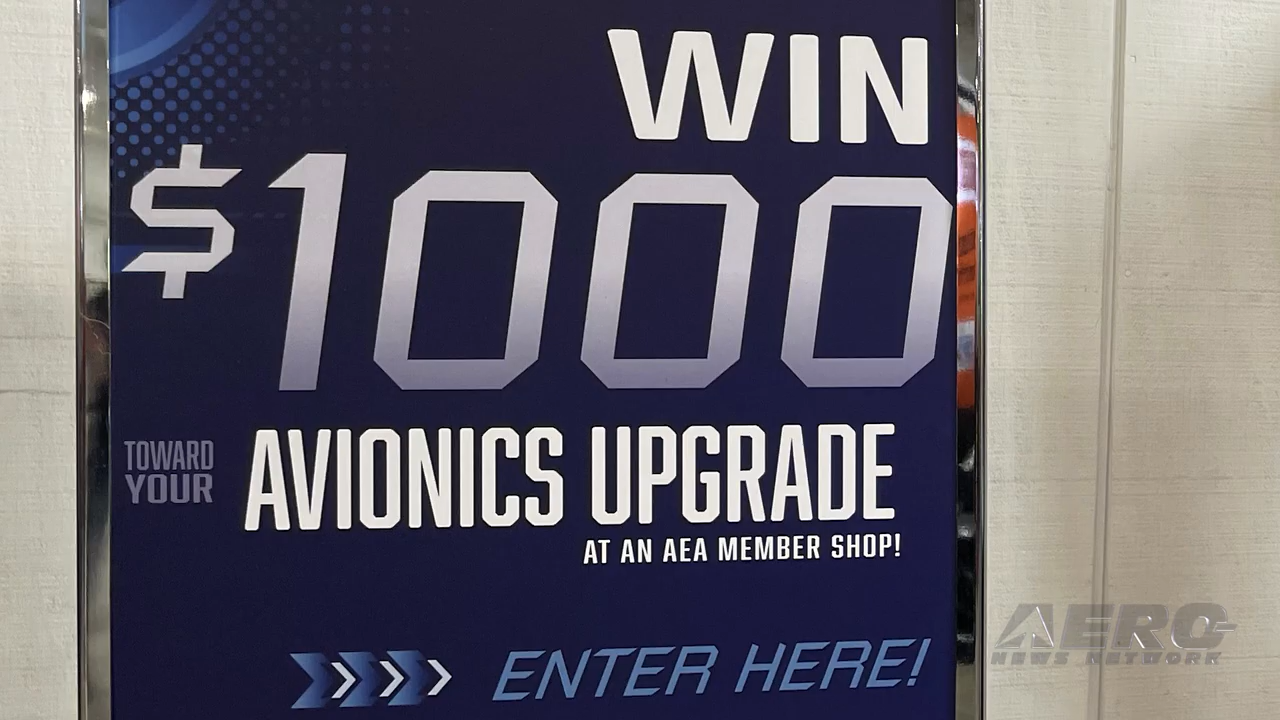 WIN
$1000
TOWARD
YOUR
AVIONICS UPGRADE
AT AN AEA MEMBER SHOP!
ENTER HERE!
AERO
NEWS NETWORK